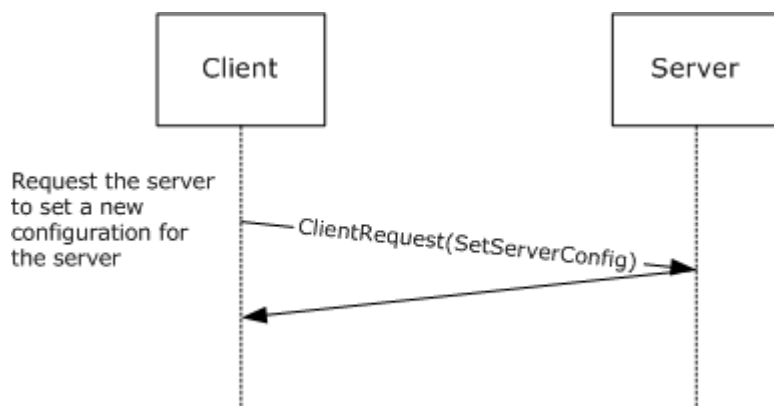 Client
Server
Request the server
to set a new
configuration for
the server
ClientRequest(SetServerConfig)